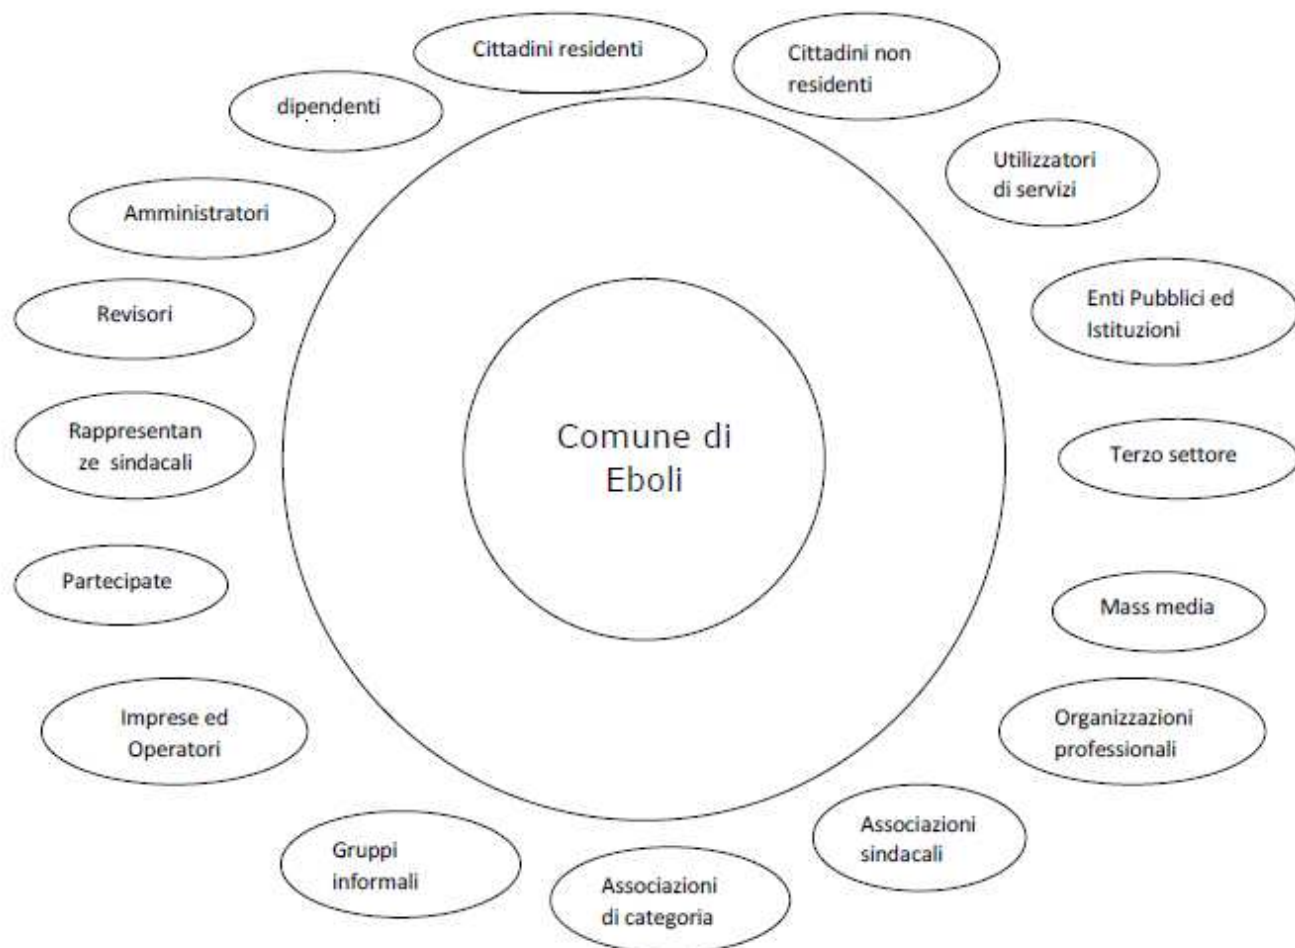 Cittadini residenti
Cittadini non
residenti
dipendenti
Utilizzatori
di servizi
Amministratori
Enti Pubblici ed
Istituzioni
Revisori
Rappresentan
ze sindacali
Comune di
Eboli
Terzo settore
Partecipate
Mass media
Imprese ed
Operatori
Organizzazioni
professionali
Associazioni
sindacali
Gruppi
informali
Associazioni
di categoria